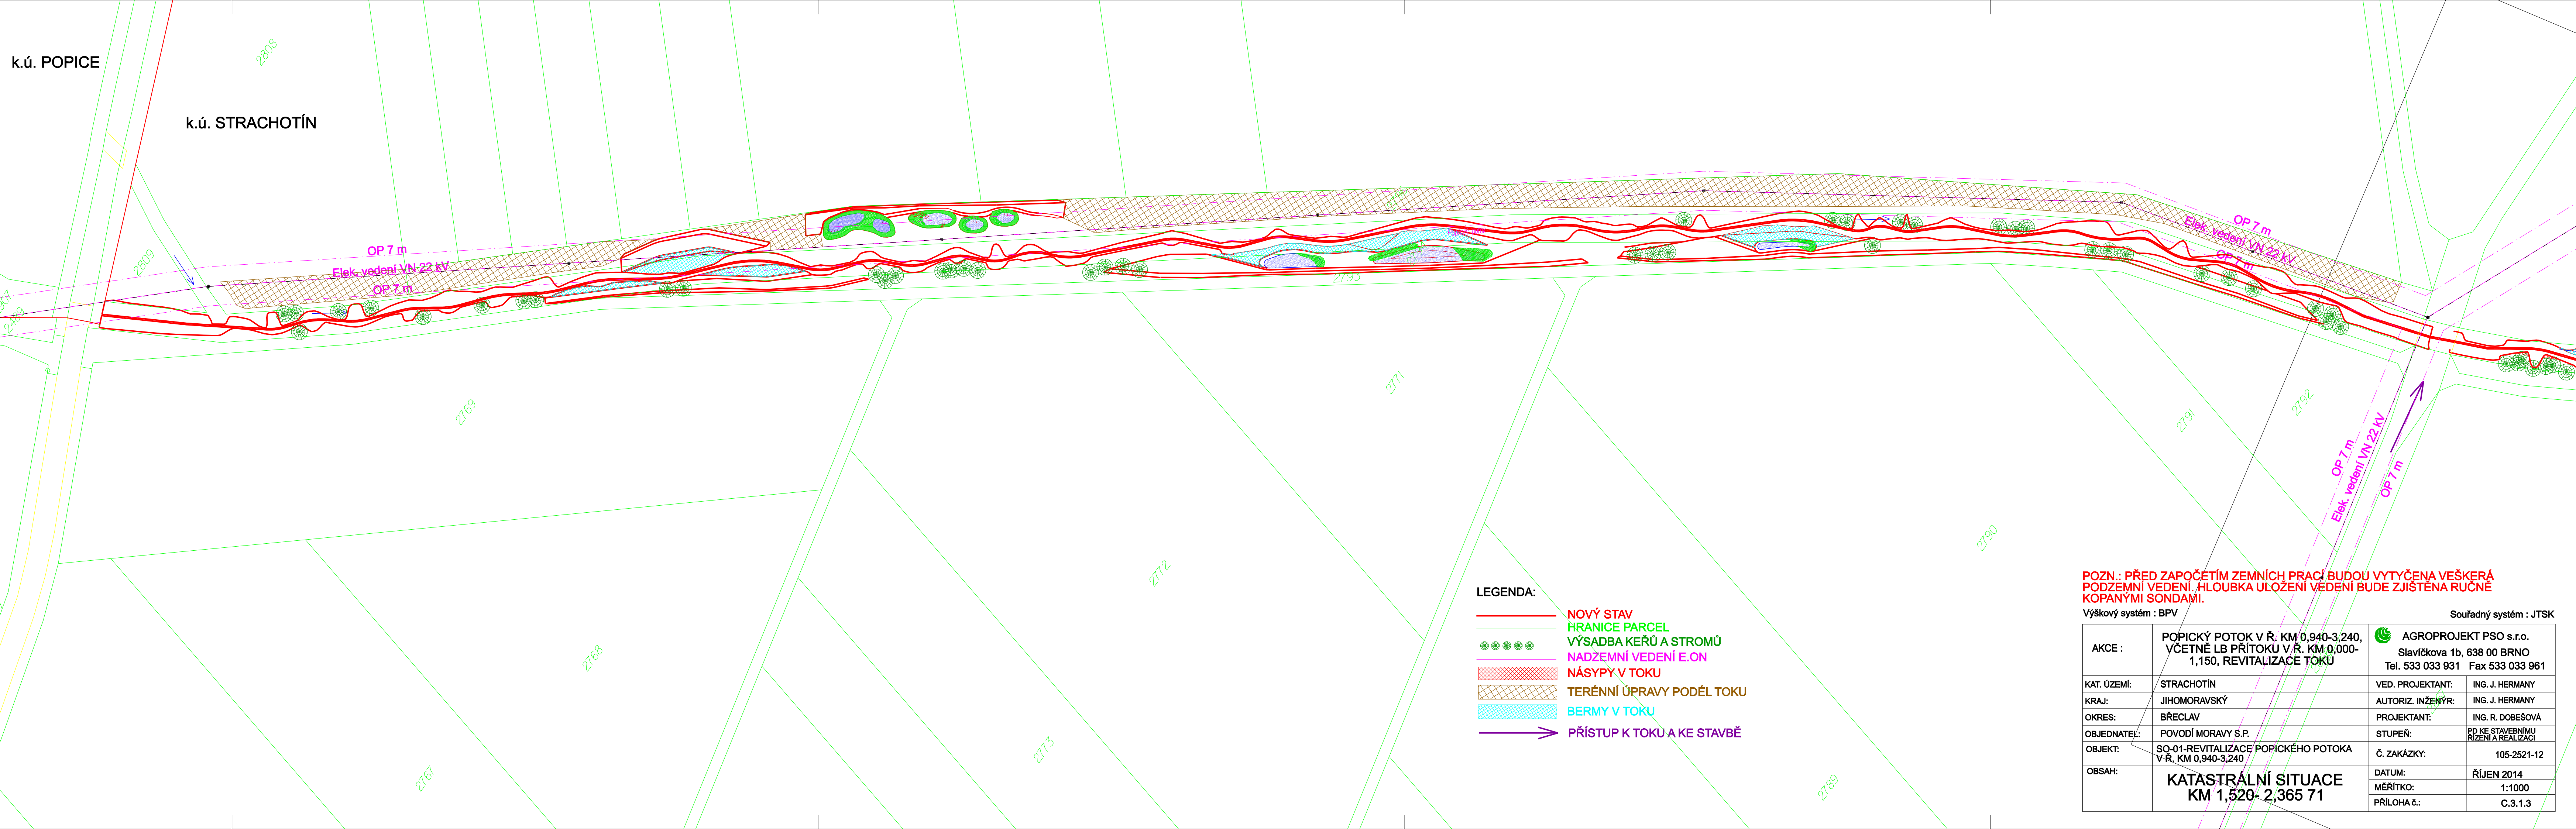 k.ú. POPICE
k.ú. STRACHOTÍN
2808
2809
2489
OP 7 m
Elek. vedení VN 22 kV
OP 7 m
2793
OP 7 m
Elek. vedení VN 22 kV
OP 7 m
2769
2771
2792
2791
2790
2772
2768
2773
2767
2789
OP 7 m
Elek. vedení VN 22 kV
OP 7 m
LEGENDA:
NOVÝ STAV
HRANICE PARCEL
VÝSADBA KEŘŮ A STROMŮ
NADZEMNÍ VEDENÍ E.ON
NÁSYPY V TOKU
TERÉNNÍ ÚPRAVY PODÉL TOKU
BERMY V TOKU
PŘÍSTUP K TOKU A KE STAVBĚ
POZN.: PŘED ZAPOČETÍM ZEMNÍCH PRACÍ BUDOU VYTYČENA VEŠKERÁ
PODZEMNÍ VEDENÍ. HLOUBKA ULOŽENÍ VEDENÍ BUDE ZJIŠTĚNA RUČNĚ
KOPANÝMI SONDAMI.
Výškový systém : BPV
Souřadný systém : JTSK
AKCE :
POPICKÝ POTOK V Ř. KM 0,940-3,240,
VČETNĚ LB PŘÍTOKU V Ř. KM 0,000-
1,150, REVITALIZACE TOKU
AGROPROJEKT PSO s.r.o.
Slavíčkova 1b, 638 00 BRNO
Tel. 533 033 931 Fax 533 033 961
KAT. ÚZEMÍ: STRACHOTÍN
VED. PROJEKTANT: ING. J. HERMANY
KRAJ: JIHOMORAVSKÝ
AUTORIZ. INŽENÝR: ING. J. HERMANY
OKRES: BŘECLAV
PROJEKTANT: ING. R. DOBEŠOVÁ
OBJEDNATEL: POVODÍ MORAVY S.P.
STUPEŇ: PD KE STAVEBNÍMU
ŘÍZENÍ A REALIZACI
OBJEKT: SO-01-REVITALIZACE POPICKÉHO POTOKA
V Ř. KM 0,940-3,240
Č. ZAKÁZKY: 105-2521-12
OBSAH:
KATASTRÁLNÍ SITUACE
KM 1,520- 2,365 71
DATUM: ŘÍJEN 2014
MĚŘÍTKO: 1:1000
PŘÍLOHA č.: C.3.1.3